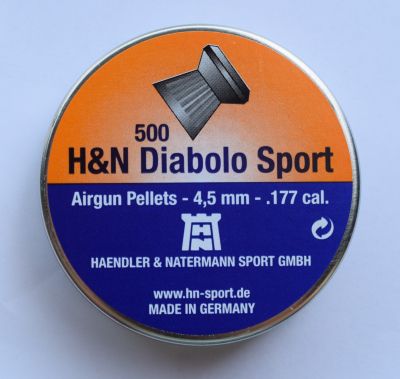 500
H&N Diabolo Sport
Airgun Pellets - 4,5 mm - .177 cal.
HN
HAENDLER & NATERMANN SPORT GMBH
www.hn-sport.de
MADE IN GERMANY